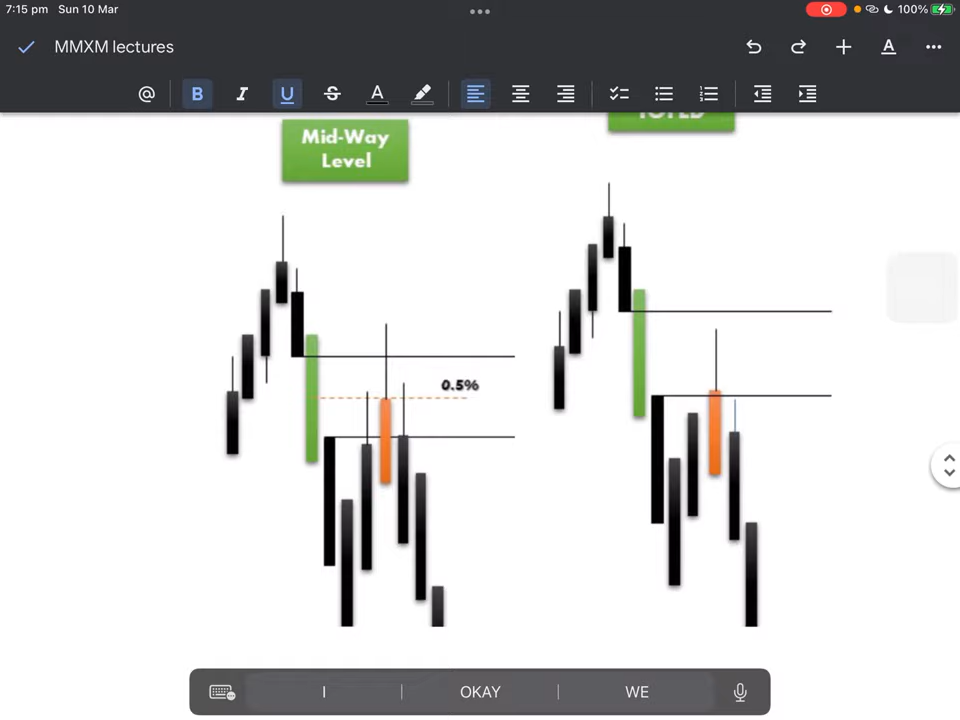 7:15 pm Sun 10 Mar
100%
MMXM lectures
@ B I U S A
Mid-Way
Level
0.5%
I
OKAY
WE